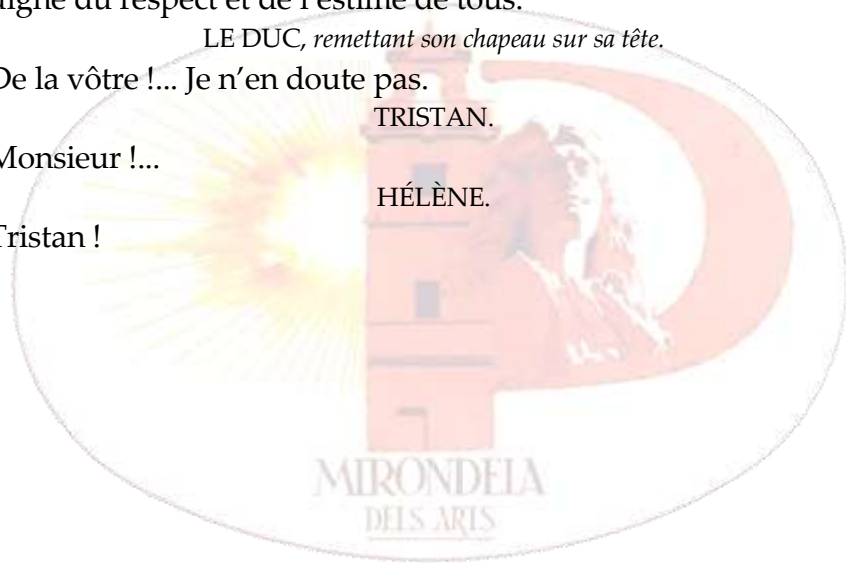 digne du respect et de l'estime de tous.
LE DUC, remettant son chapeau sur sa tête.
De la vôtre !... Je n'en doute pas.
TRISTAN.
Monsieur !...
HÉLÈNE.
Tristan !
MIRONDELA
DELS ARTS